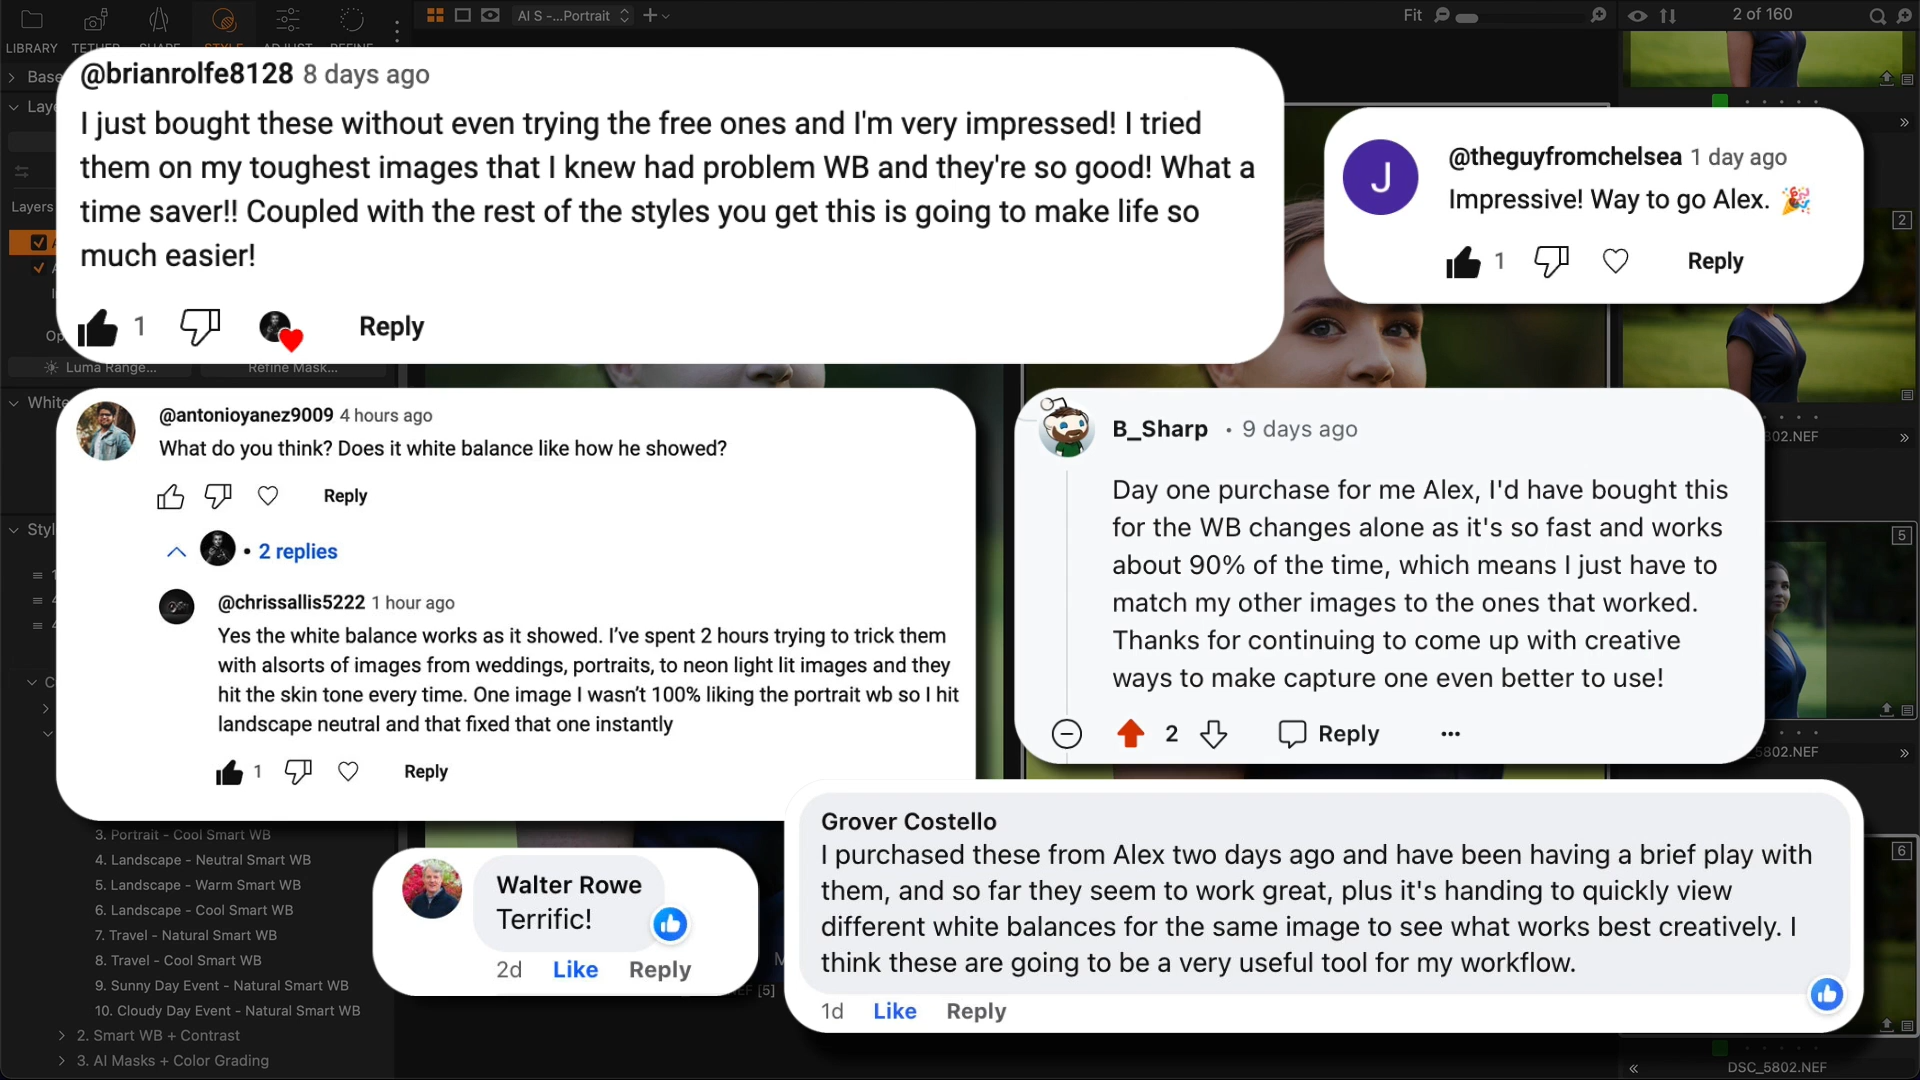 AI S -...Portrait
Fit
2 of 160
LIBRARY
@brianrolfe8128 8 days ago
I just bought these without even trying the free ones and I'm very impressed! I tried
them on my toughest images that I knew had problem WB and they're so good! What a
time saver!! Coupled with the rest of the styles you get this is going to make life so
much easier!
1
Reply
Layers
Luma Range...
Refine Mask...
J
@theguyfromchelsea 1 day ago
Impressive! Way to go Alex. 🎉
1
Reply
2
@antonioyanez9009 4 hours ago
What do you think? Does it white balance like how he showed?
Reply
• 2 replies
@chrissallis5222 1 hour ago
Yes the white balance works as it showed. I've spent 2 hours trying to trick them
with alsorts of images from weddings, portraits, to neon light lit images and they
hit the skin tone every time. One image I wasn't 100% liking the portrait wb so I hit
landscape neutral and that fixed that one instantly
1
Reply
B_Sharp • 9 days ago
Day one purchase for me Alex, I'd have bought this
for the WB changes alone as it's so fast and works
about 90% of the time, which means I just have to
match my other images to the ones that worked.
Thanks for continuing to come up with creative
ways to make capture one even better to use!
2
Reply
5
5802.NEF
Walter Rowe
Terrific!
2d Like Reply
Grover Costello
I purchased these from Alex two days ago and have been having a brief play with
them, and so far they seem to work great, plus it's handing to quickly view
different white balances for the same image to see what works best creatively. I
think these are going to be a very useful tool for my workflow.
1d Like Reply
6
3. Portrait - Cool Smart WB
4. Landscape - Neutral Smart WB
5. Landscape - Warm Smart WB
6. Landscape - Cool Smart WB
7. Travel - Natural Smart WB
8. Travel - Cool Smart WB
9. Sunny Day Event - Natural Smart WB
10. Cloudy Day Event - Natural Smart WB
2. Smart WB + Contrast
3. AI Masks + Color Grading
DSC_5802.NEF